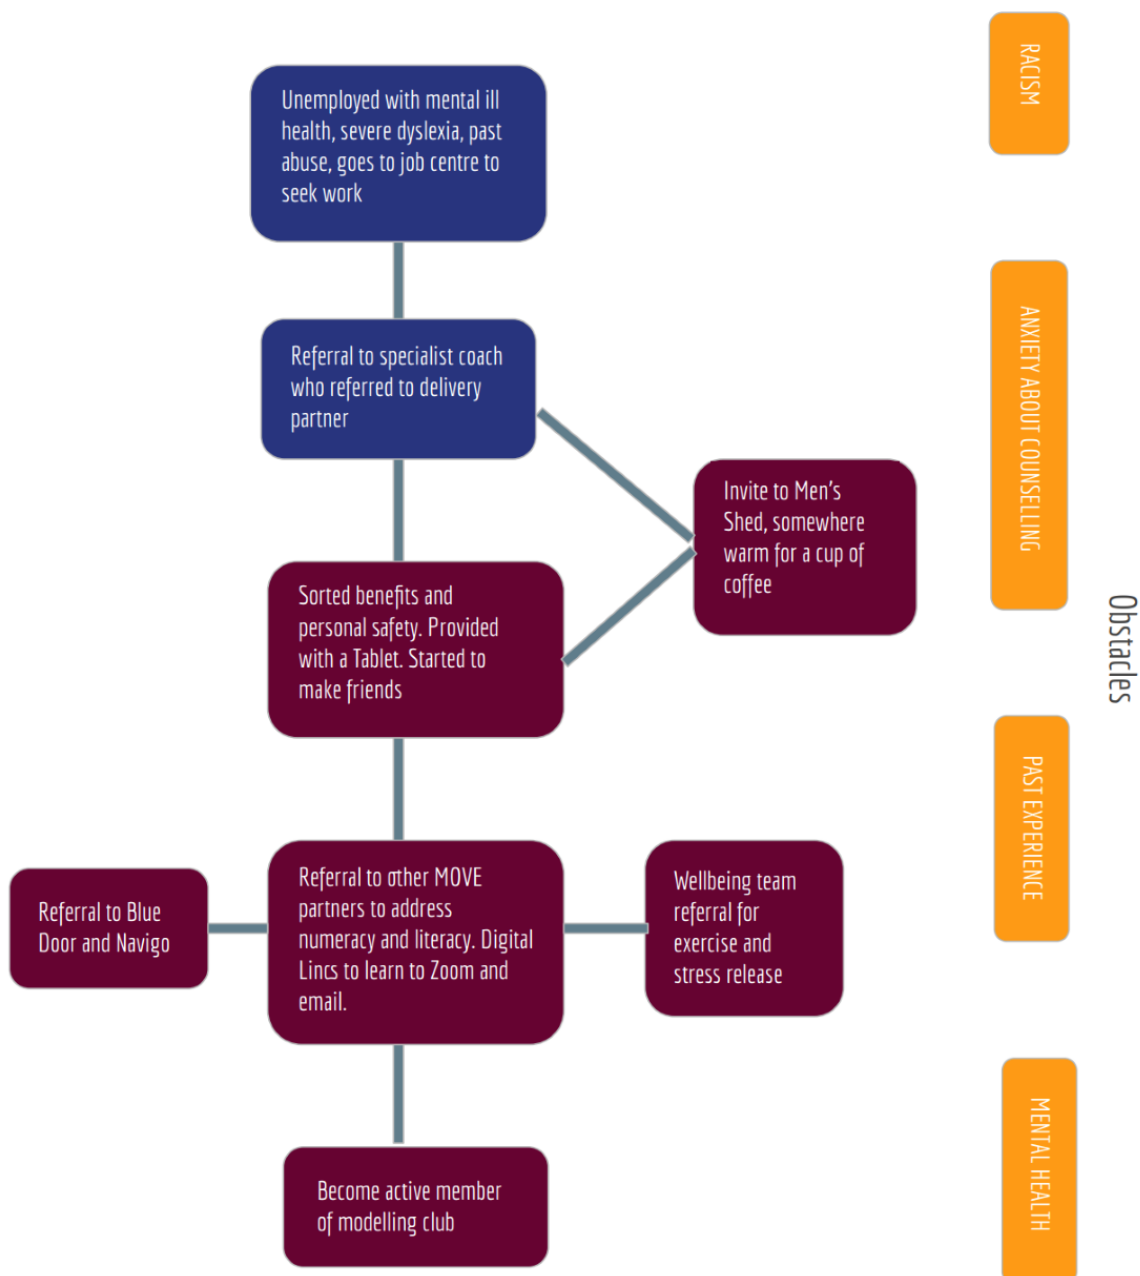 Unemployed with mental ill
health, severe dyslexia, past
abuse, goes to job centre to
seek work
Referral to specialist coach
who referred to delivery
partner
Invite to Men's
Shed, somewhere
warm for a cup of
coffee
Sorted benefits and
personal safety. Provided
with a Tablet. Started to
make friends
Referral to Blue
Door and Navigo
Referral to other MOVE
partners to address
numeracy and literacy. Digital
Lincs to learn to Zoom and
email.
Wellbeing team
referral for
exercise and
stress release
Become active member
of modelling club
RACISM
ANXIETY ABOUT COUNSELLING
PAST EXPERIENCE
MENTAL HEALTH
Obstacles